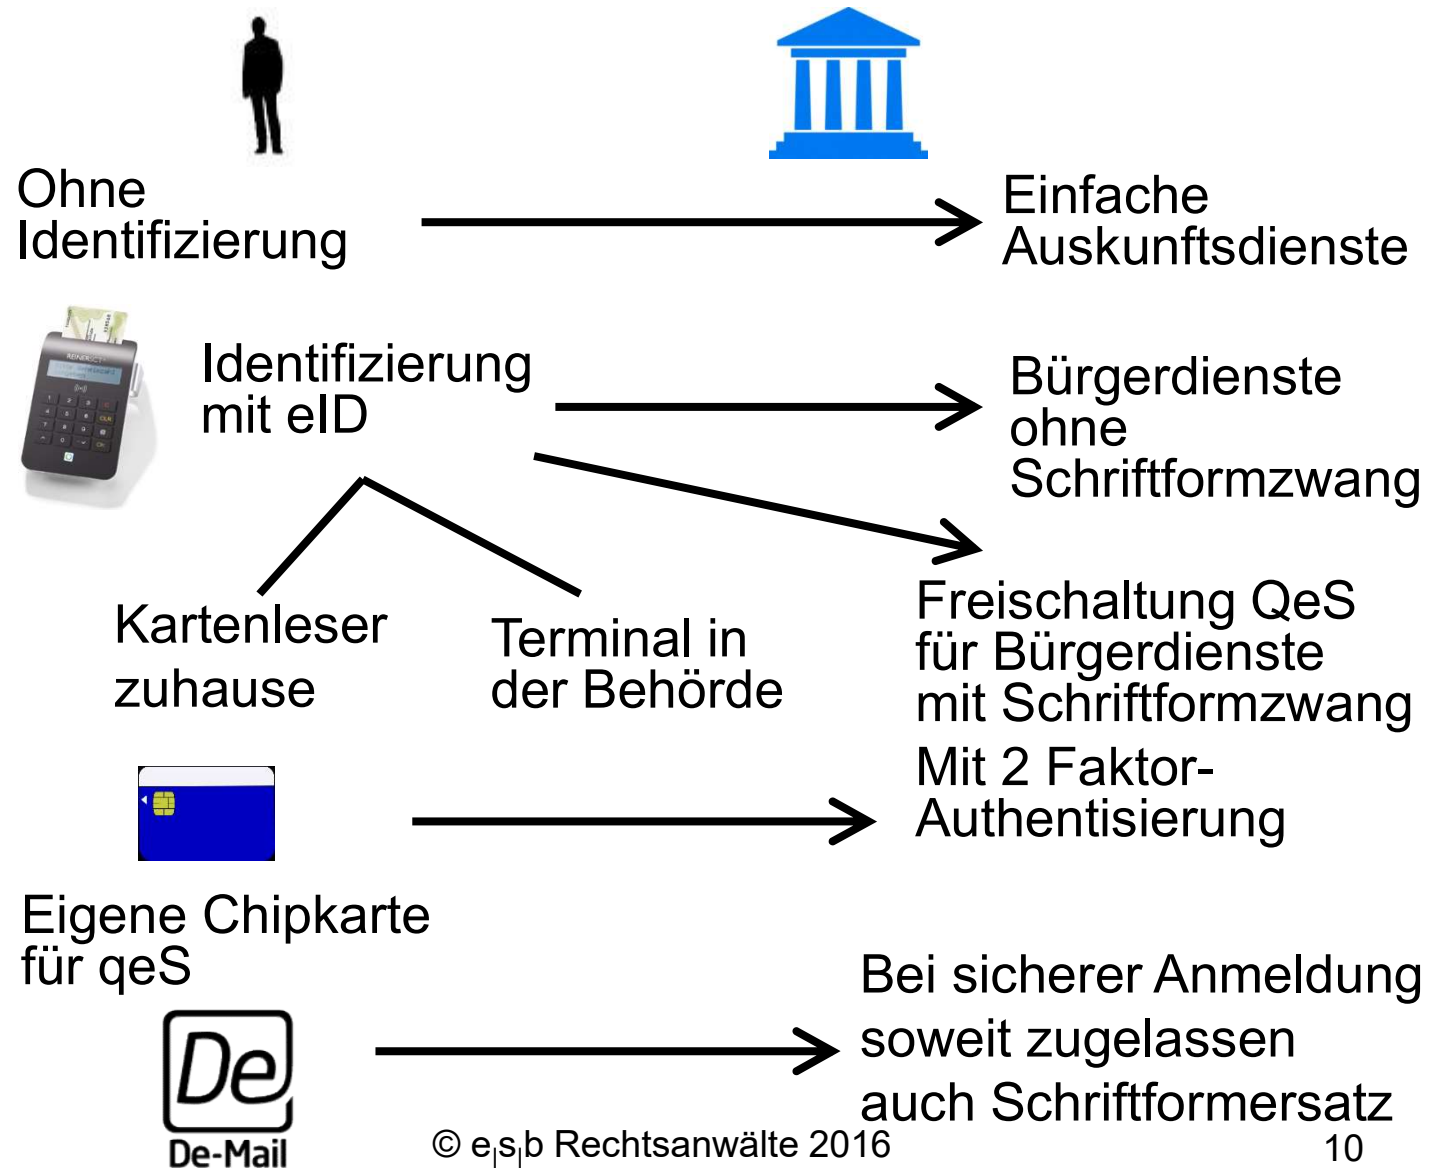 Ohne
Identifizierung
Einfache
Auskunftsdienste
REINERSCT
Identifizierung
mit eID
Bürgerdienste
ohne
Schriftformzwang
Kartenleser
zuhause
Terminal in
der Behörde
Freischaltung QeS
für Bürgerdienste
mit Schriftformzwang
Mit 2 Faktor-
Authentisierung
Eigene Chipkarte
für qeS
Bei sicherer Anmeldung
soweit zugelassen
auch Schriftformersatz
De
De-Mail
© e|s|b Rechtsanwälte 2016
10